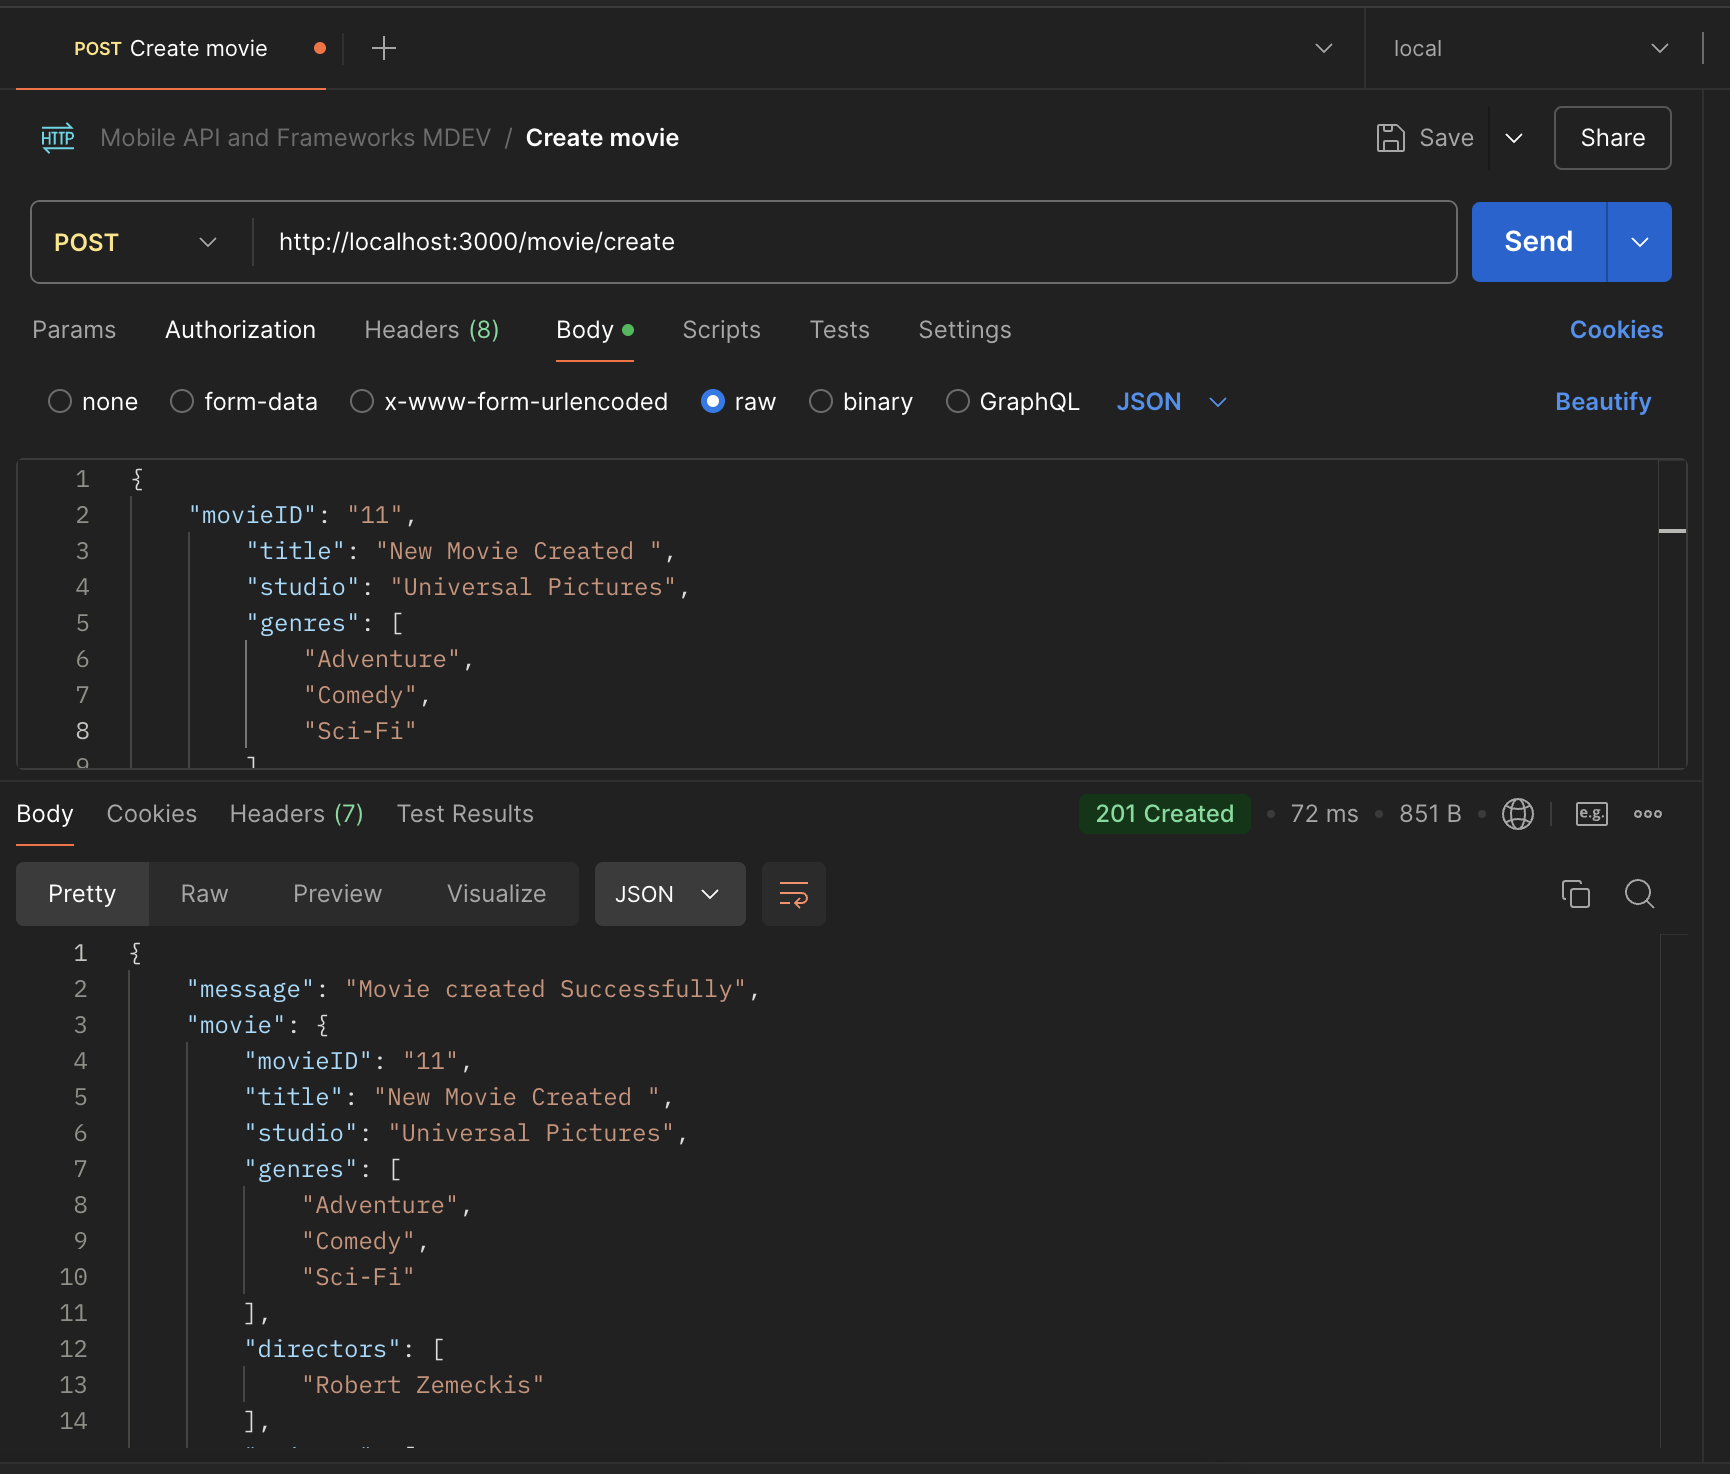 POST Create movie
local
HTTP Mobile API and Frameworks MDEV / Create movie
Save
Share
POST
http://localhost:3000/movie/create
Send
Params Authorization Headers (8) Body Scripts Tests Settings Cookies
none form-data x-www-form-urlencoded raw binary GraphQL JSON Beautify
1 {
2 "movieID": "11",
3 "title": "New Movie Created ",
4 "studio": "Universal Pictures",
5 "genres": [
6 "Adventure",
7 "Comedy",
8 "Sci-Fi"
9 ]
Body Cookies Headers (7) Test Results 201 Created • 72 ms • 851 B • e.g.
Pretty Raw Preview Visualize JSON
1 {
2 "message": "Movie created Successfully",
3 "movie": {
4 "movieID": "11",
5 "title": "New Movie Created ",
6 "studio": "Universal Pictures",
7 "genres": [
8 "Adventure",
9 "Comedy",
10 "Sci-Fi"
11 ],
12 "directors": [
13 "Robert Zemeckis"
14 ],